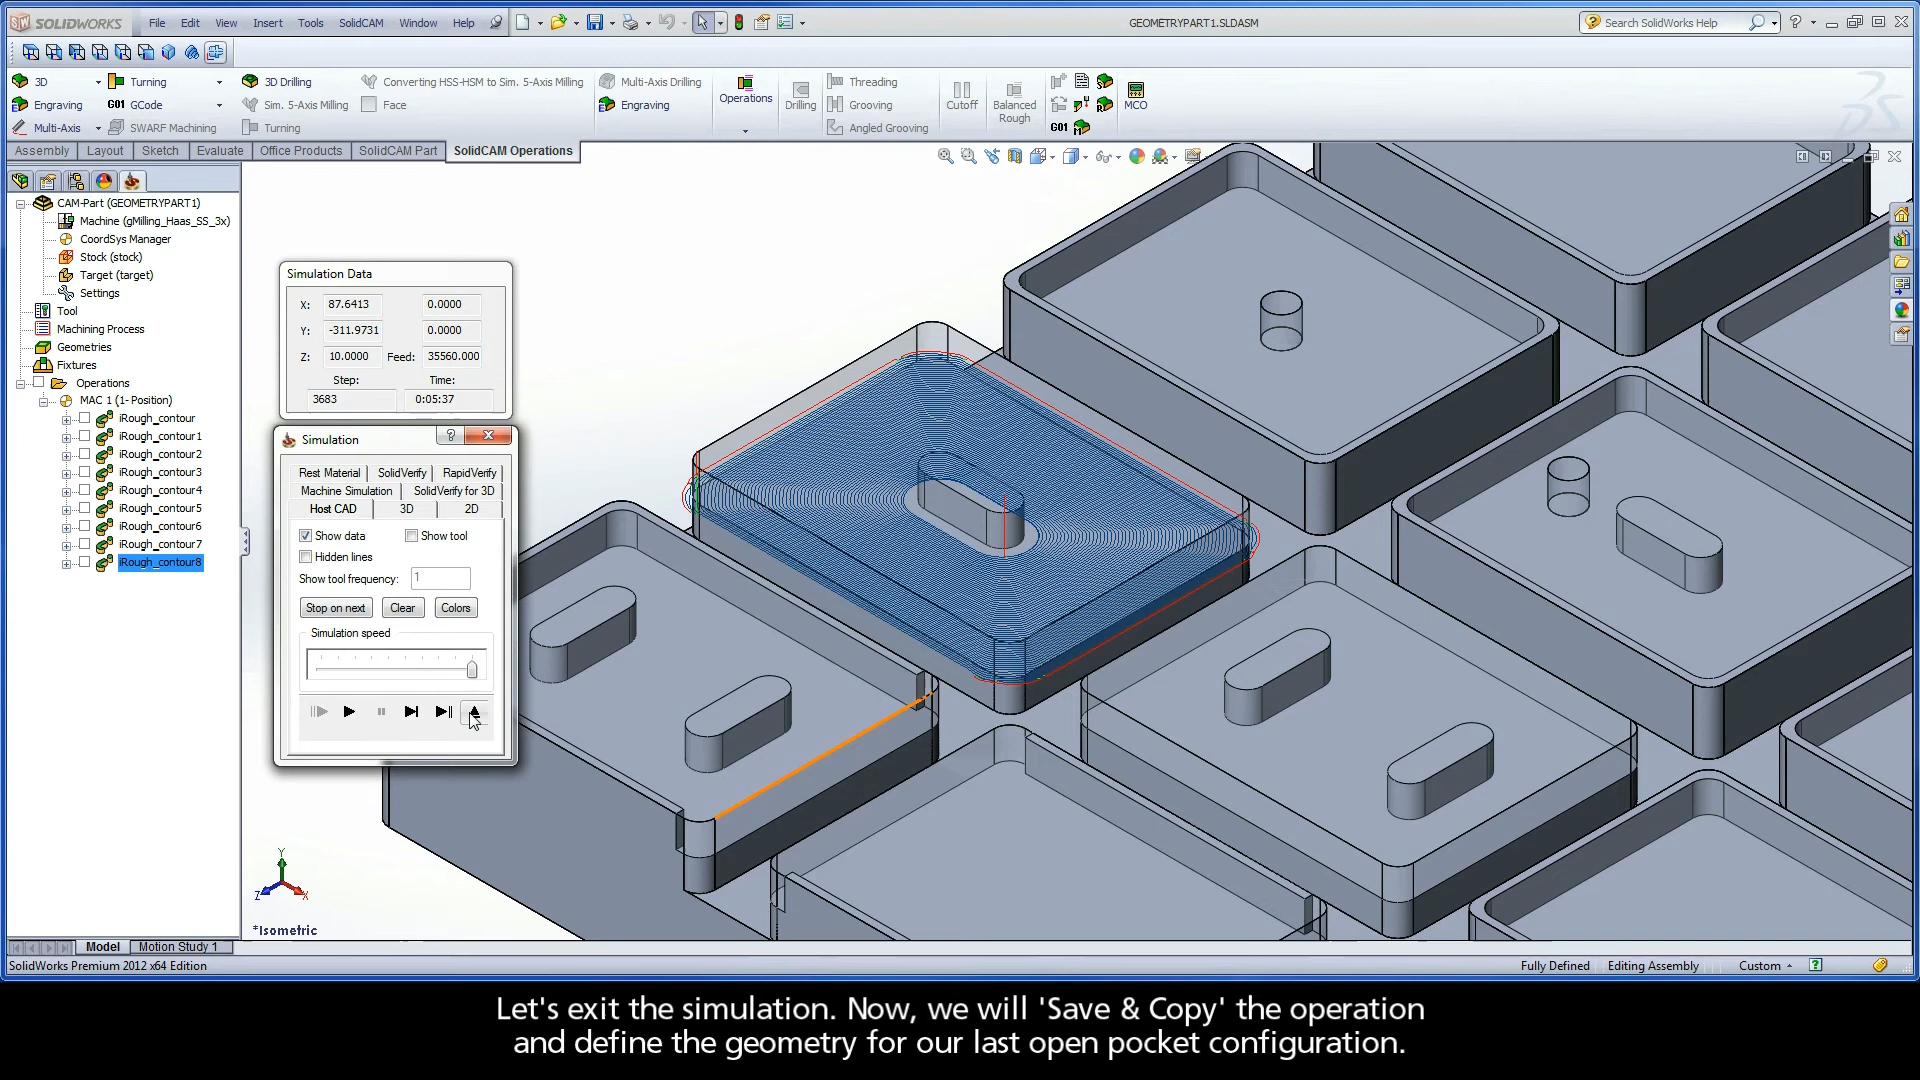 SOLIDWORKS File Edit View Insert Tools SolidCAM Window Help GEOMETRYPART1.SLDASM Search SolidWorks Help
3D Turning 3D Drilling Converting HSS-HSM to Sim. 5-Axis Milling Multi-Axis Drilling Operations Drilling Threading Cutoff Balanced Rough MCO
Engraving G01 GCode Sim. 5-Axis Milling Face Engraving Grooving
Multi-Axis SWARF Machining Turning Angled Grooving G01
Assembly Layout Sketch Evaluate Office Products SolidCAM Part SolidCAM Operations
CAM-Part (GEOMETRYPART1)
Machine (gMilling_Haas_SS_3x)
CoordSys Manager
Stock (stock)
Target (target)
Settings
Tool
Machining Process
Geometries
Fixtures
Operations
MAC 1 (1- Position)
iRough_contour
iRough_contour1
iRough_contour2
iRough_contour3
iRough_contour4
iRough_contour5
iRough_contour6
iRough_contour7
iRough_contour8
Simulation Data
X: 87.6413 0.0000
Y: -311.9731 0.0000
Z: 10.0000 Feed: 35560.000
Step: Time:
3683 0:05:37
Simulation
Rest Material SolidVerify RapidVerify
Machine Simulation SolidVerify for 3D
Host CAD 3D 2D
Show data Show tool
Hidden lines
Show tool frequency: 1
Stop on next Clear Colors
Simulation speed
Y
Z X
*Isometric
Model Motion Study 1
SolidWorks Premium 2012 x64 Edition Fully Defined Editing Assembly Custom
Let's exit the simulation. Now, we will 'Save & Copy' the operation
and define the geometry for our last open pocket configuration.